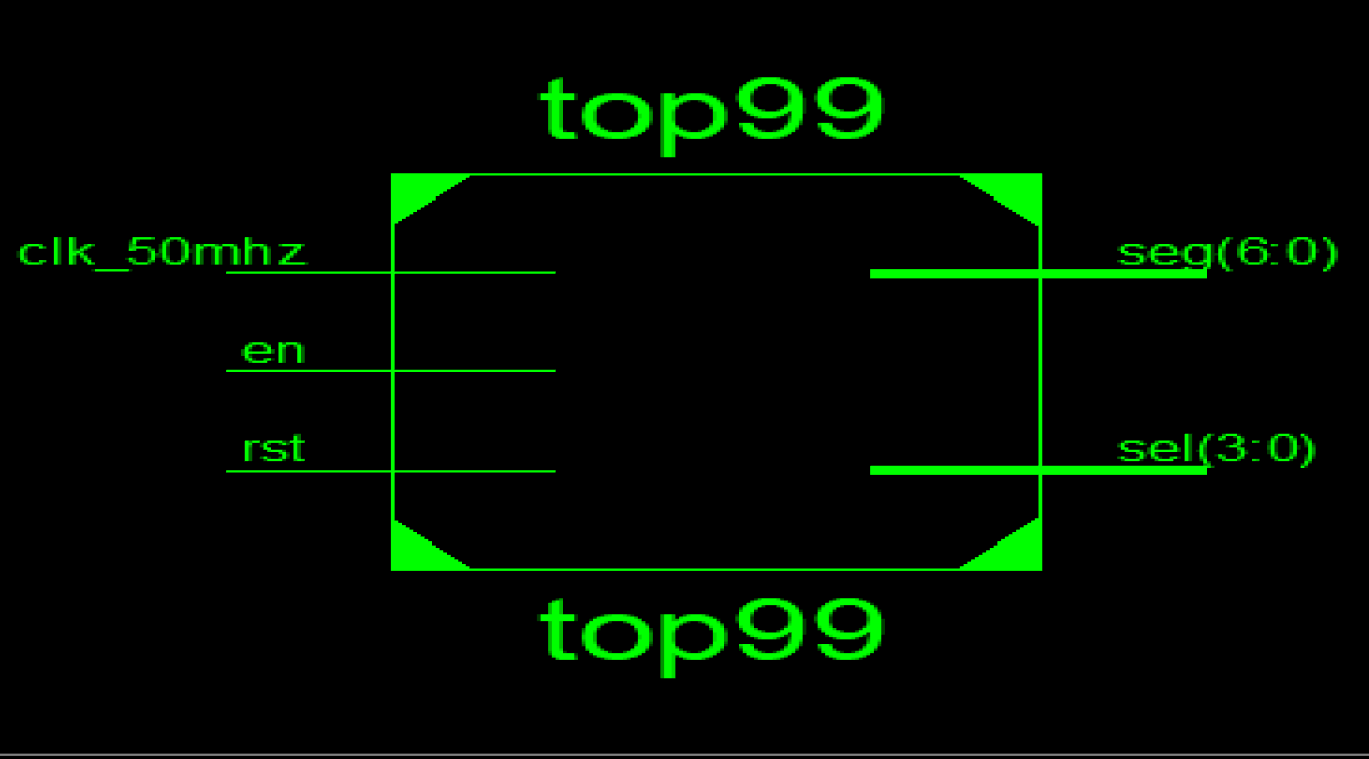 top99
clk_50mhz
seg(6:0)
en
rst
sel(3:0)
top99